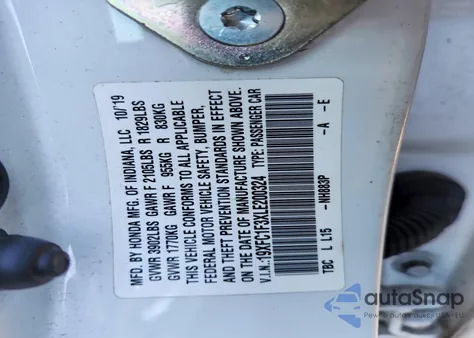 MFD. BY HONDA MFG. OF INDIANA, LLC 10/19
GVWR 3902LBS GAWR F 2105LBS R 1829LBS
GVWR 1770KG GAWR F 955KG R 830KG
THIS VEHICLE CONFORMS TO ALL APPLICABLE
FEDERAL MOTOR VEHICLE SAFETY, BUMPER,
AND THEFT PREVENTION STANDARDS IN EFFECT
ON THE DATE OF MANUFACTURE SHOWN ABOVE.
V.I.N.: 19XFC1F3XLE200324 TYPE: PASSENGER CAR
TBC L L15 -NH883P -A -E
autoSnap